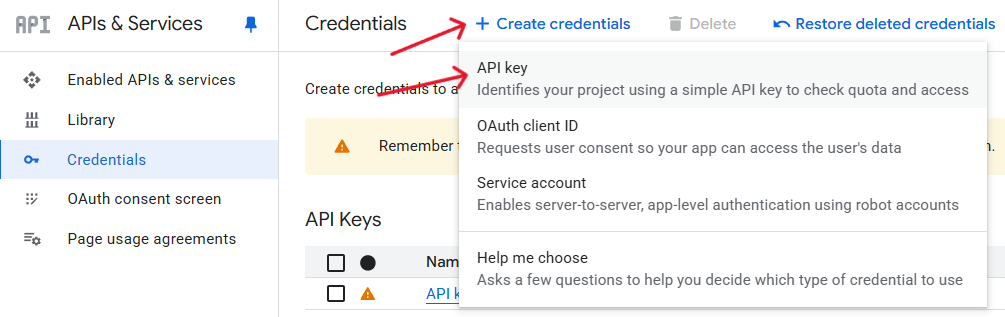 API APIs & Services
Enabled APIs & services
Library
Credentials
OAuth consent screen
Page usage agreements
Credentials
+ Create credentials
Delete
Restore deleted credentials
Create credentials to a
Remember
n.
API Keys
Nam
API k
API key
Identifies your project using a simple API key to check quota and access
OAuth client ID
Requests user consent so your app can access the user's data
Service account
Enables server-to-server, app-level authentication using robot accounts
Help me choose
Asks a few questions to help you decide which type of credential to use